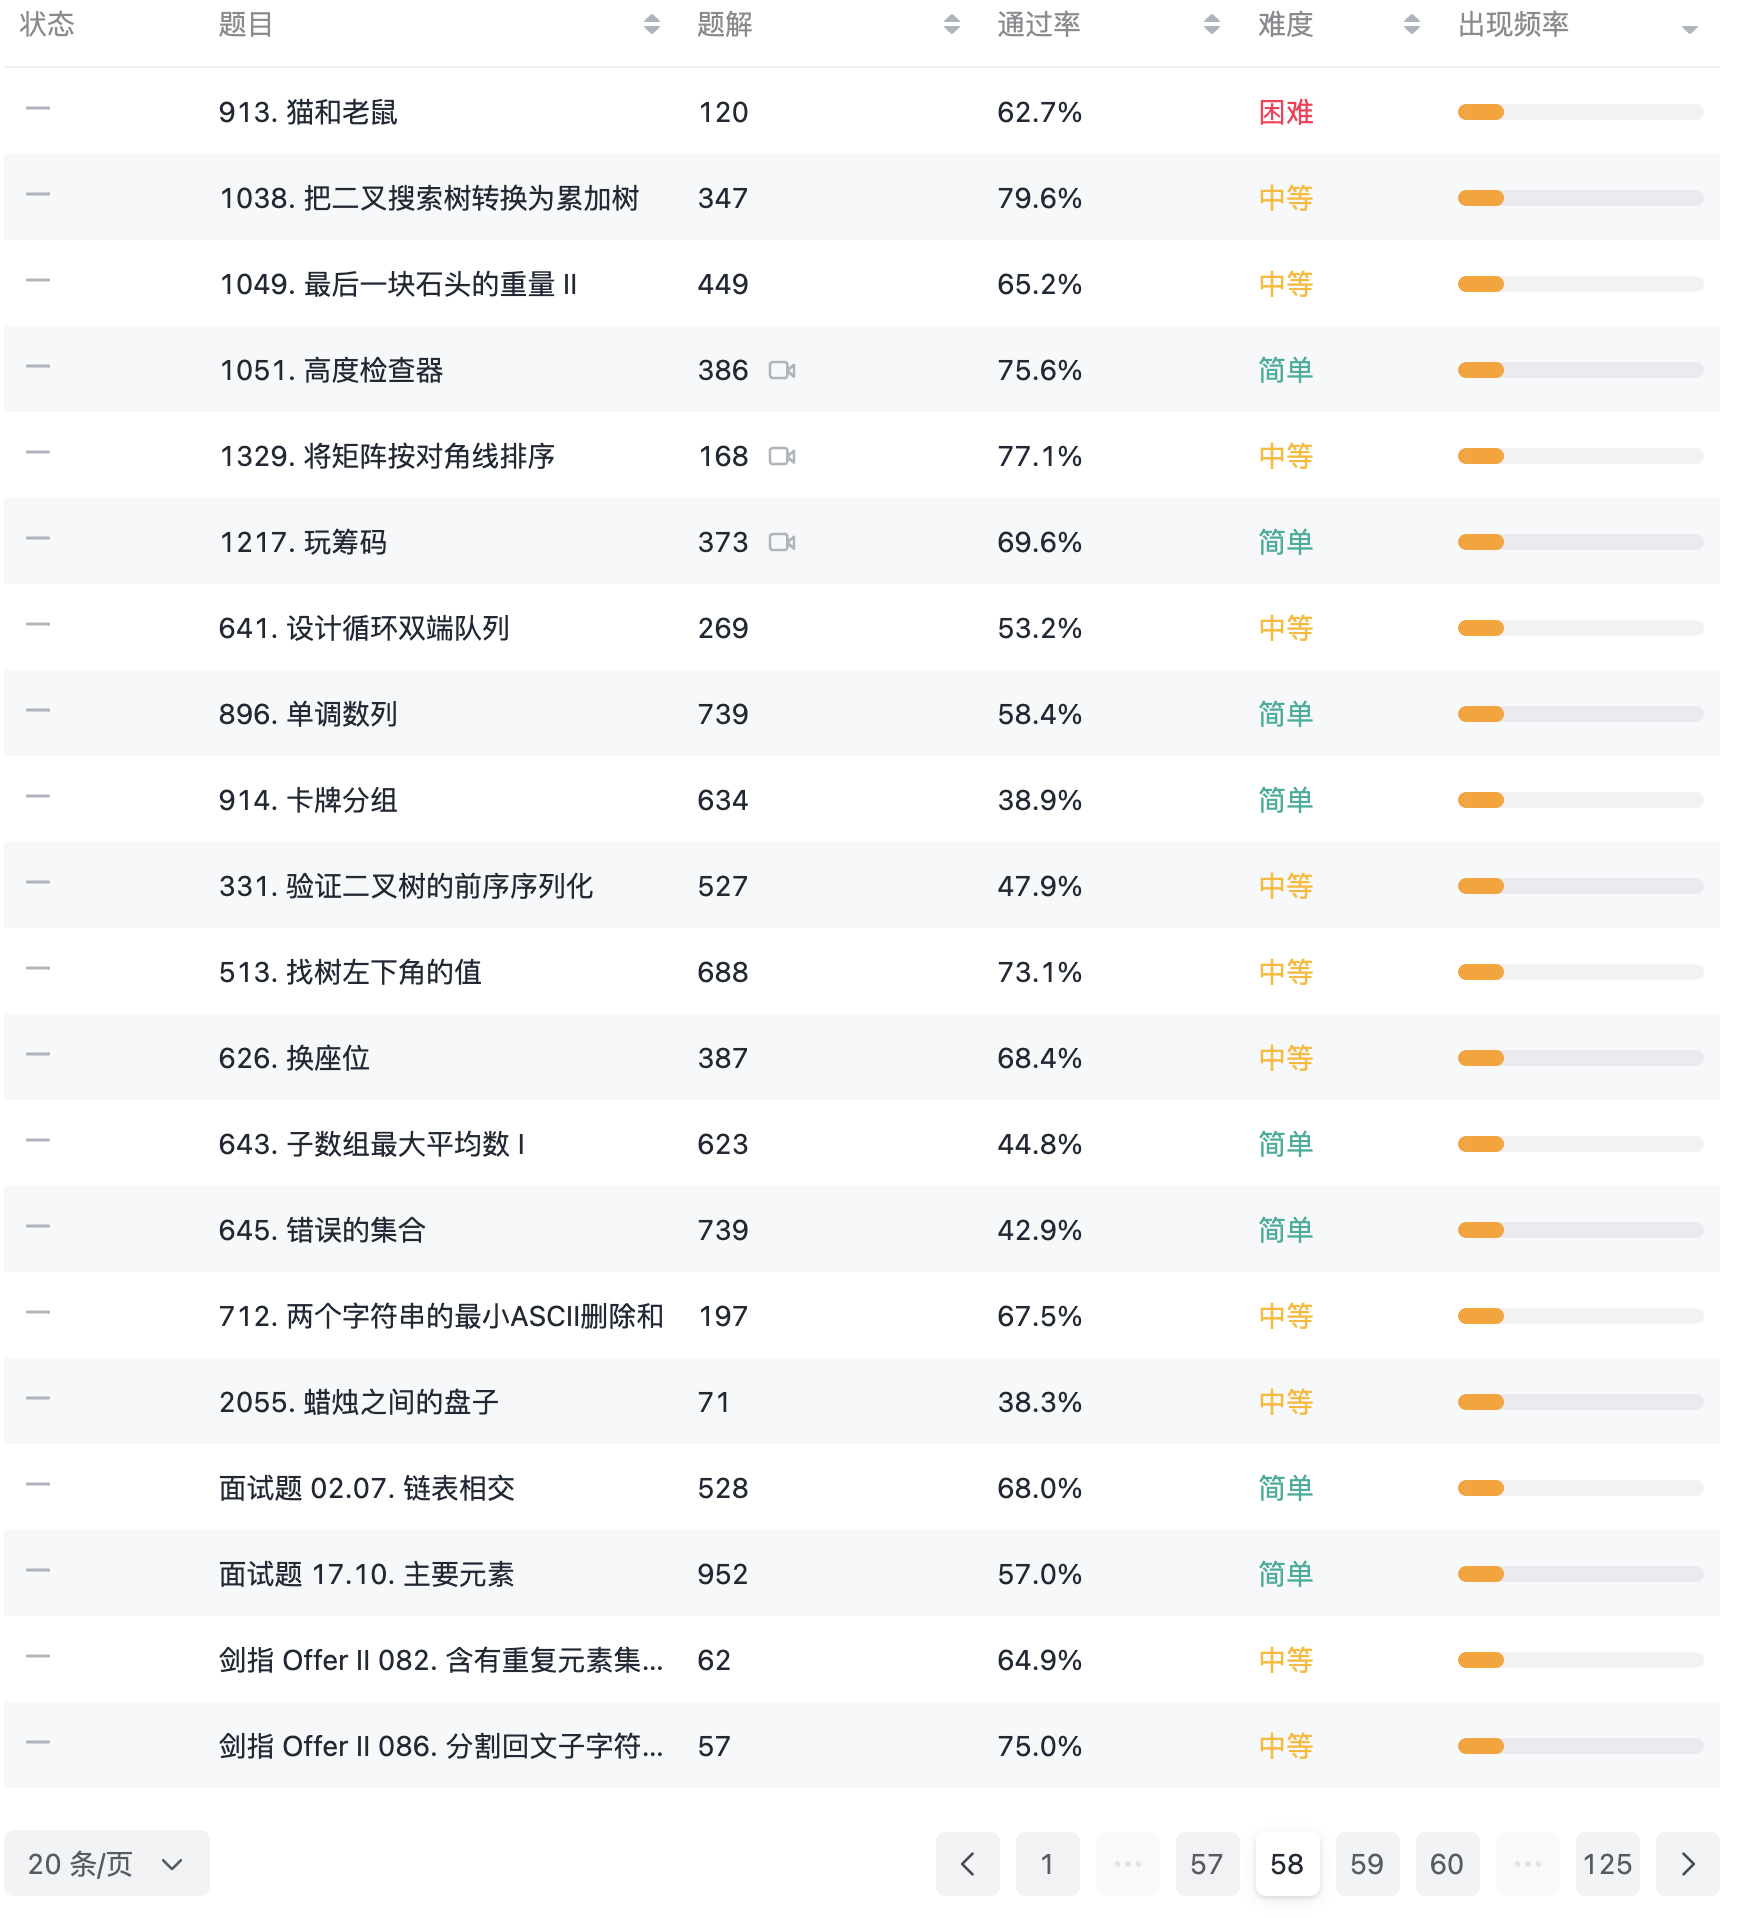 状态 题目 题解 通过率 难度 出现频率
913. 猫和老鼠 120 62.7% 困难
1038. 把二叉搜索树转换为累加树 347 79.6% 中等
1049. 最后一块石头的重量 II 449 65.2% 中等
1051. 高度检查器 386 75.6% 简单
1329. 将矩阵按对角线排序 168 77.1% 中等
1217. 玩筹码 373 69.6% 简单
641. 设计循环双端队列 269 53.2% 中等
896. 单调数列 739 58.4% 简单
914. 卡牌分组 634 38.9% 简单
331. 验证二叉树的前序序列化 527 47.9% 中等
513. 找树左下角的值 688 73.1% 中等
626. 换座位 387 68.4% 中等
643. 子数组最大平均数 I 623 44.8% 简单
645. 错误的集合 739 42.9% 简单
712. 两个字符串的最小ASCII删除和 197 67.5% 中等
2055. 蜡烛之间的盘子 71 38.3% 中等
面试题 02.07. 链表相交 528 68.0% 简单
面试题 17.10. 主要元素 952 57.0% 简单
剑指 Offer II 082. 含有重复元素集... 62 64.9% 中等
剑指 Offer II 086. 分割回文子字符... 57 75.0% 中等
20 条/页 1 ... 57 58 59 60 ... 125